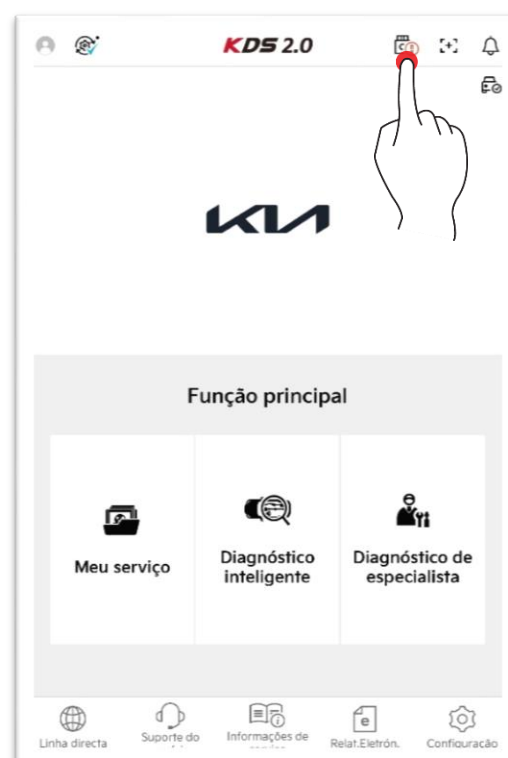 KDS 2.0
KIA
Função principal
Meu serviço
Diagnóstico
inteligente
Diagnóstico de
especialista
e
Linha directa
Suporte do
Informações de
Relat.Eletrón.
Configuração